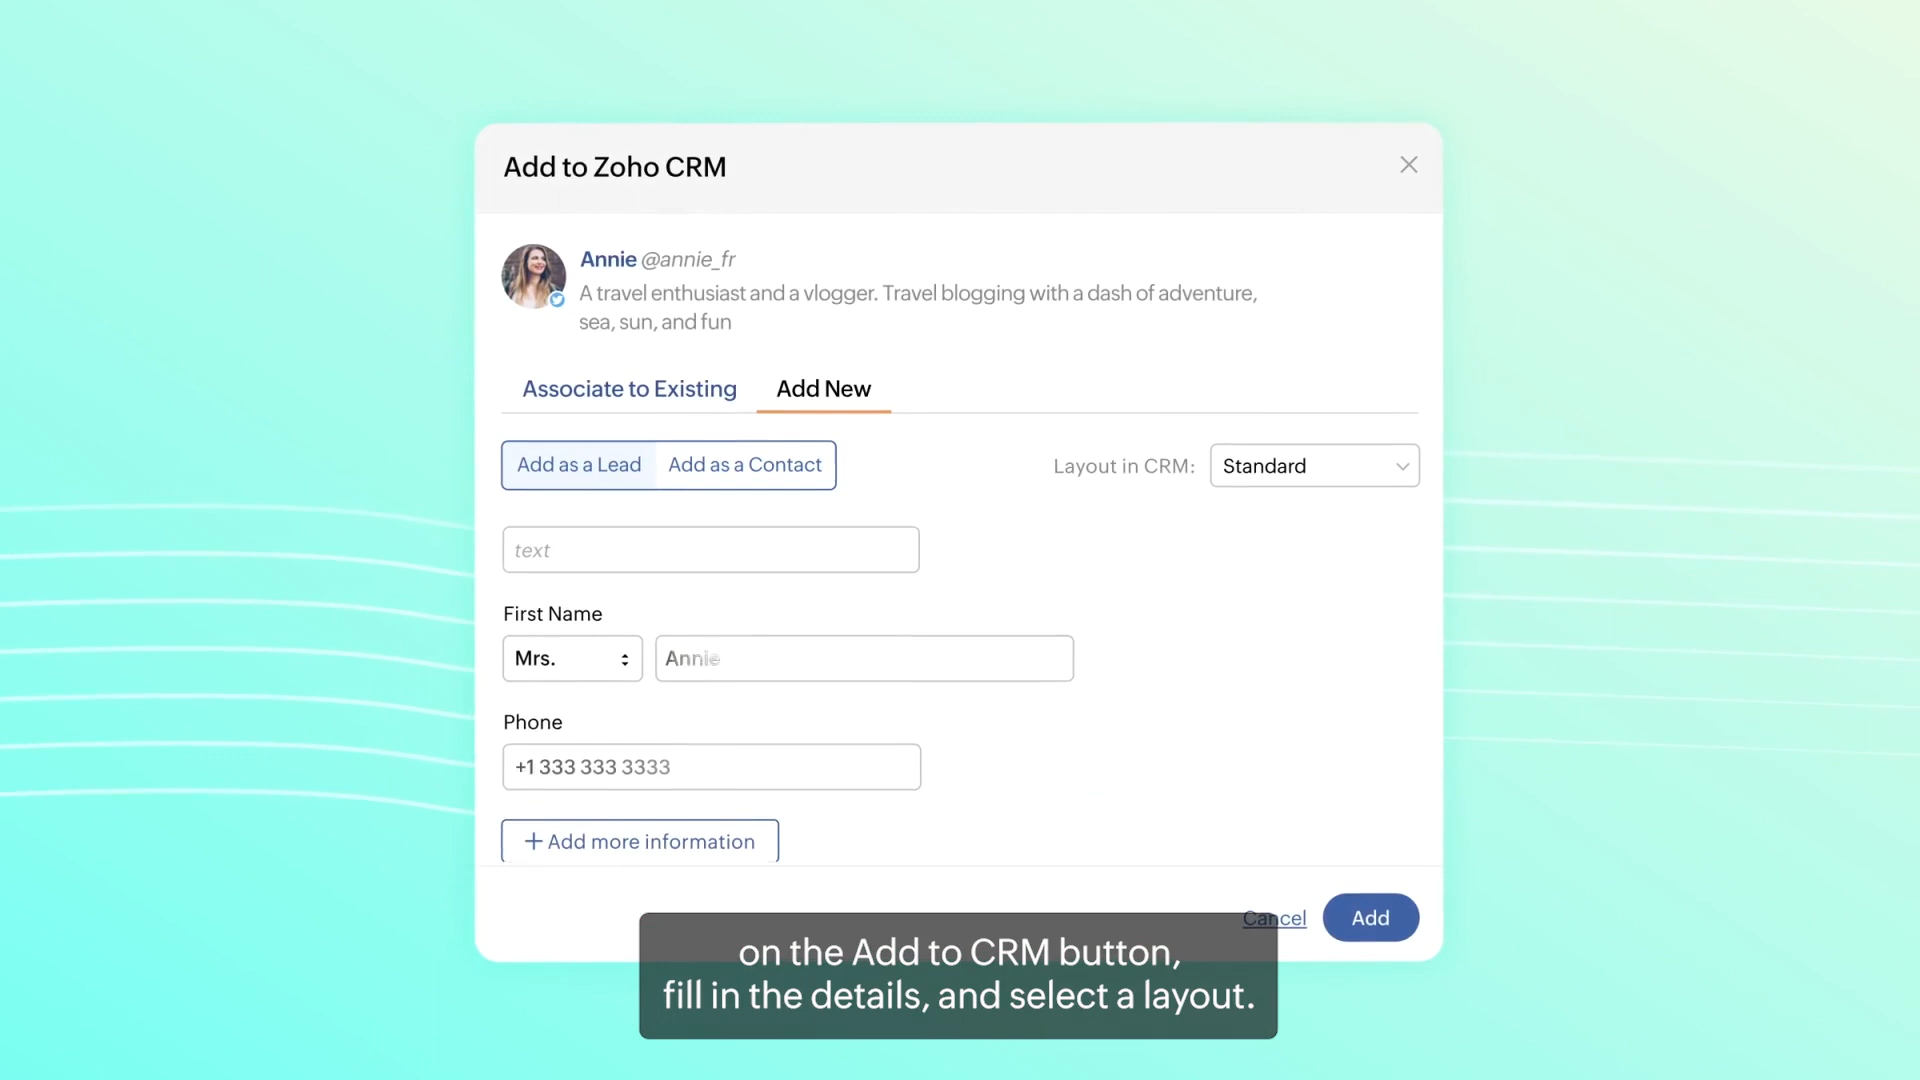 Add to Zoho CRM
Annie @annie_fr
A travel enthusiast and a vlogger. Travel blogging with a dash of adventure,
sea, sun, and fun
Associate to Existing Add New
Add as a Lead Add as a Contact Layout in CRM: Standard
text
First Name
Mrs. Annie
Phone
+1 333 333 3333
+ Add more information
Cancel Add
on the Add to CRM button,
fill in the details, and select a layout.